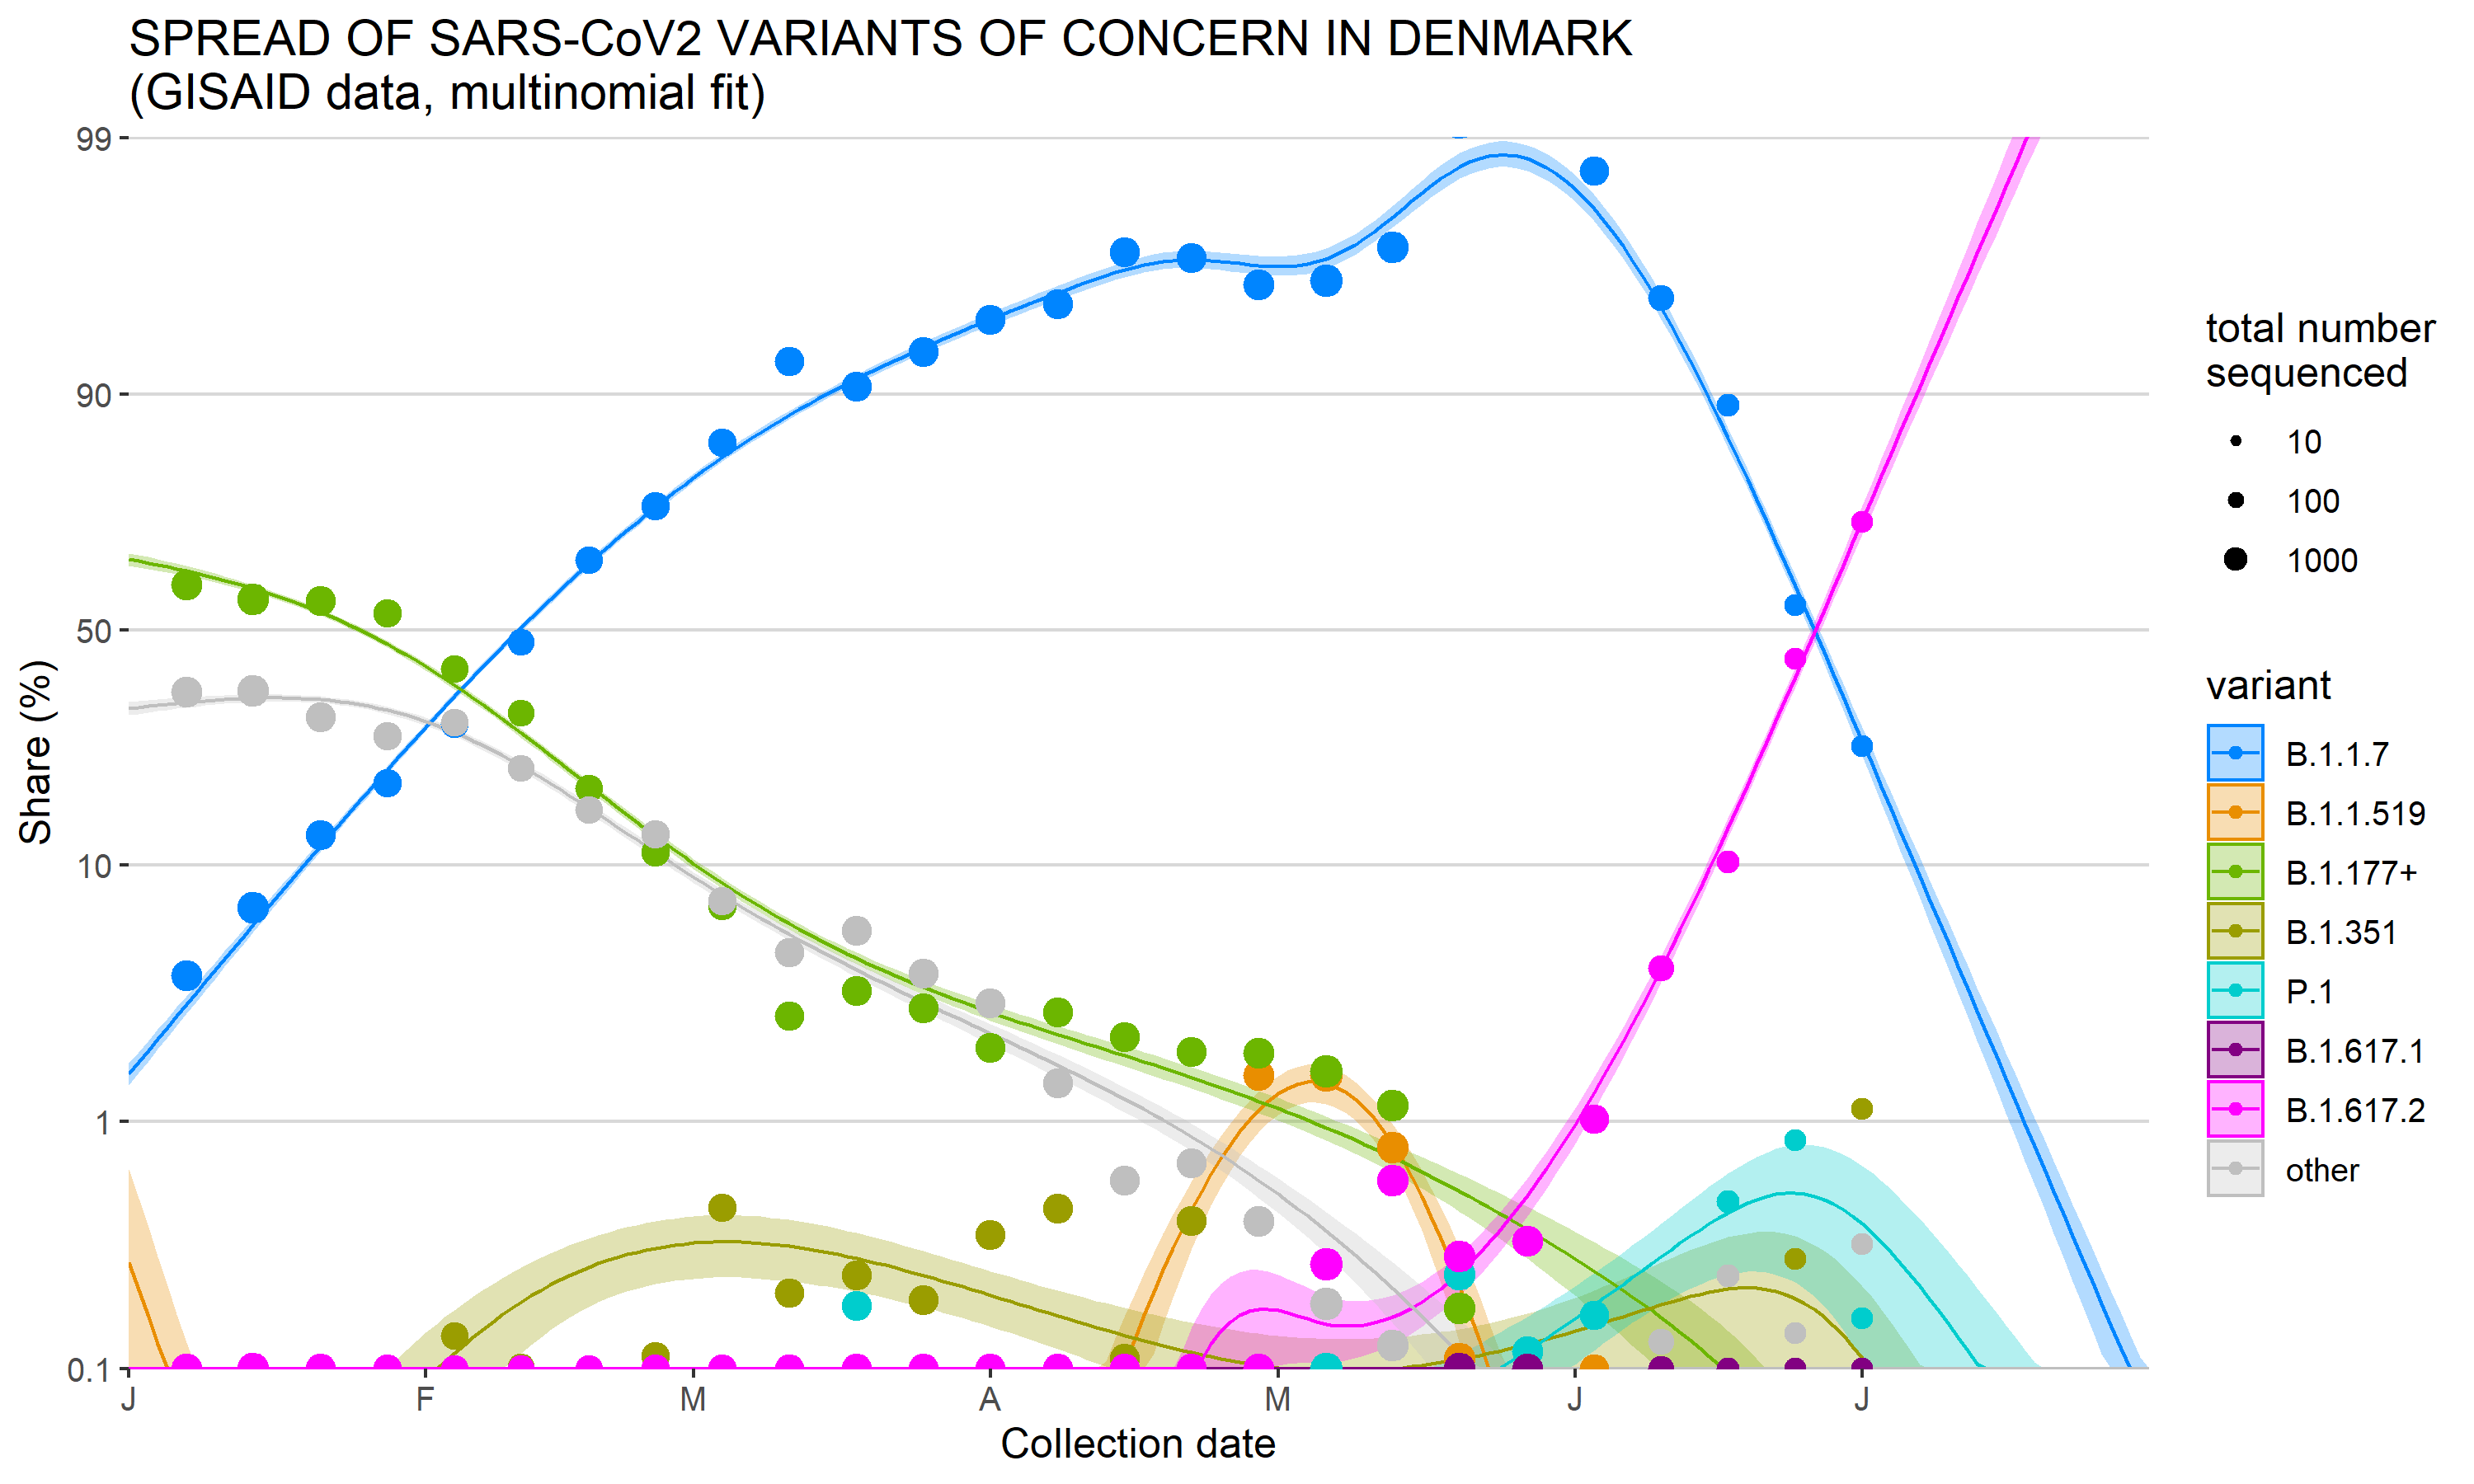 SPREAD OF SARS-CoV2 VARIANTS OF CONCERN IN DENMARK
(GISAID data, multinomial fit)
Share (%)
99
90
50
10
1
0.1
J F M A M J J
Collection date
total number
sequenced
10
100
1000
variant
B.1.1.7
B.1.1.519
B.1.177+
B.1.351
P.1
B.1.617.1
B.1.617.2
other